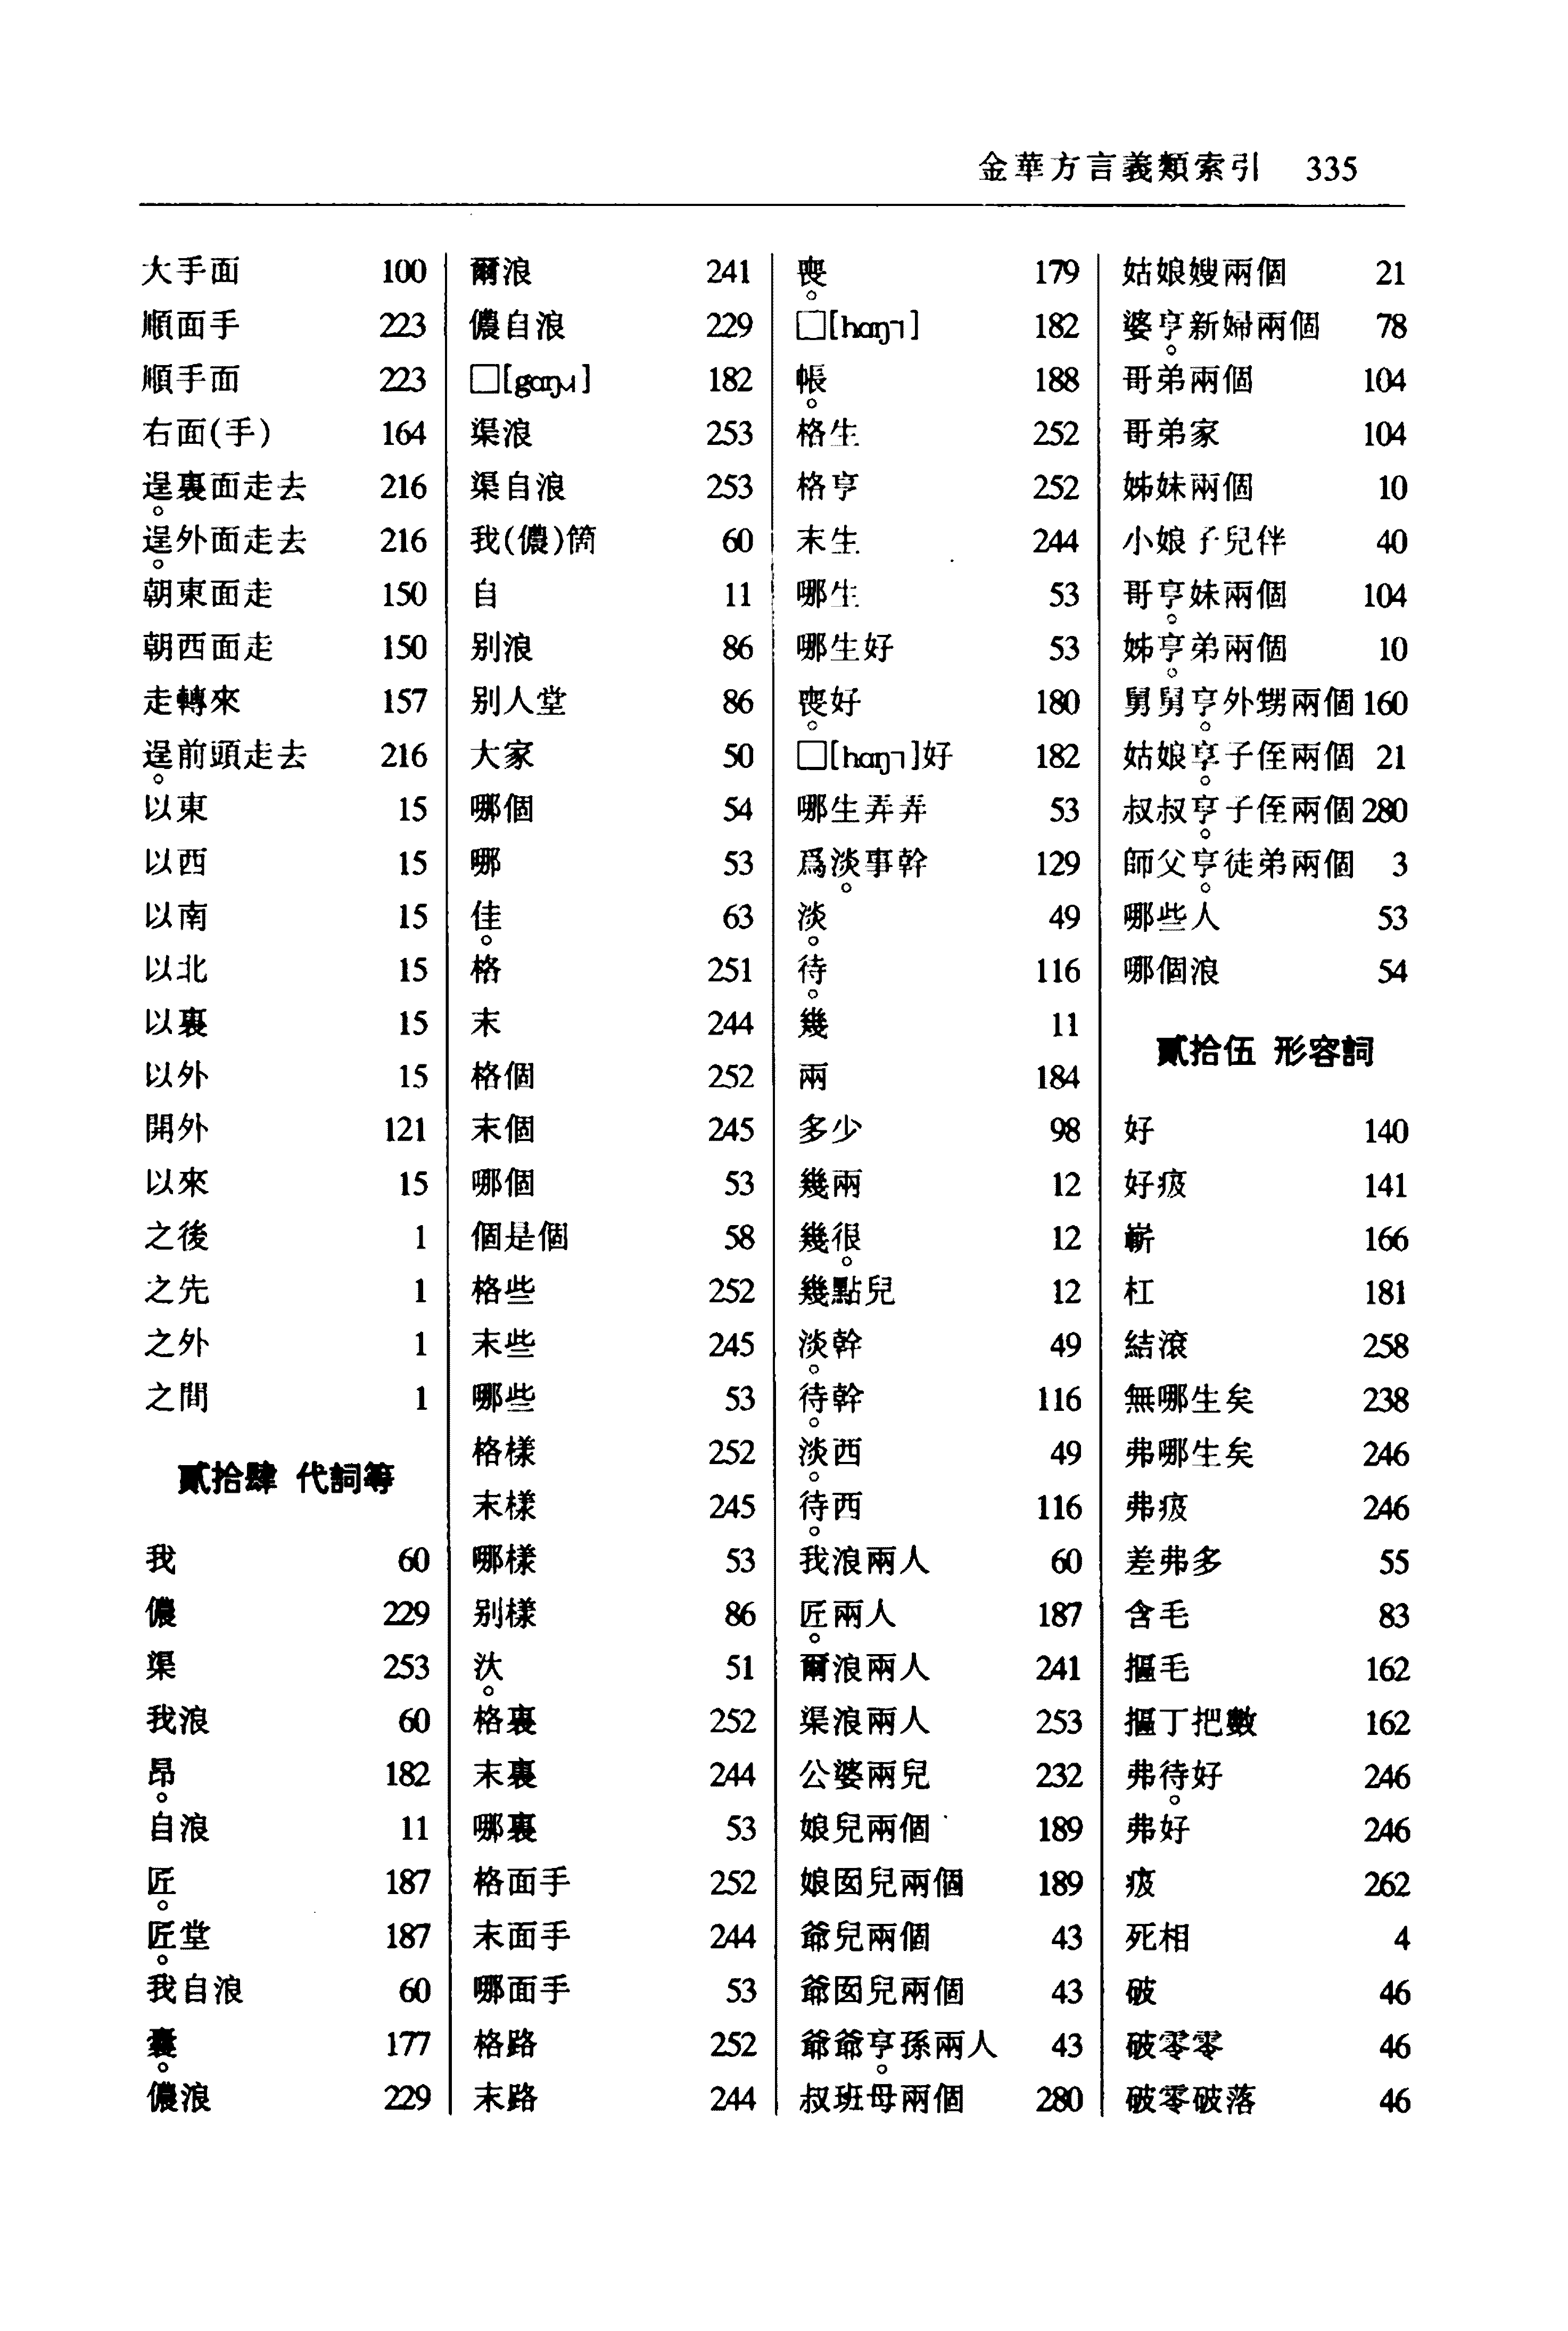 金華方言義類索引 335
大手面 100
順面手 223
順手面 223
右面(手) 164
逞裏面走去 216
逞外面走去 216
朝東面走 150
朝西面走 150
走轉來 157
逞前頭走去 216
以東 15
以西 15
以南 15
以北 15
以裏 15
以外 15
開外 121
以來 15
之後 1
之先 1
之外 1
之間 1
貳拾肆 代詞等
我 60
儂 229
渠 253
我浪 60
昂 182
自浪 11
匠 187
匠堂 187
我自浪 60
囊 177
儂浪 229
爾浪 241
儂自浪 229
□[gɑŋ] 182
渠浪 253
渠自浪 253
我(儂)筒 60
自 11
别浪 86
别人堂 86
大家 50
哪個 54
哪 53
佳 63
格 251
末 244
格個 252
末個 245
哪個 53
個是個 58
格些 252
末些 245
哪些 53
格樣 252
末樣 245
哪樣 53
别樣 86
汏 51
格裏 252
末裏 244
哪裏 53
格面手 252
末面手 244
哪面手 53
格路 252
末路 244
喪 179
□[hɑŋ˥] 182
帳 188
格生 252
格亨 252
末生 244
哪生 53
哪生好 53
喪好 180
□[hɑŋ˥]好 182
哪生弄弄 53
爲淡事幹 129
淡 49
待 116
幾 11
兩 184
多少 98
幾兩 12
幾很 12
幾點兒 12
淡幹 49
待幹 116
淡西 49
待西 116
我浪兩人 60
匠兩人 187
爾浪兩人 241
渠浪兩人 253
公婆兩兒 232
娘兒兩個 189
娘囡兒兩個 189
爺兒兩個 43
爺囡兒兩個 43
爺爺亨孫兩人 43
叔班母兩個 280
姑娘嫂兩個 21
婆亨新婦兩個 78
哥弟兩個 104
哥弟家 104
姊妹兩個 10
小娘子兒伴 40
哥亨妹兩個 104
姊亨弟兩個 10
舅舅亨外甥兩個 160
姑娘亨子侄兩個 21
叔叔亨子侄兩個 280
師父亨徒弟兩個 3
哪些人 53
哪個浪 54
貳拾伍 形容詞
好 140
好㾀 141
嶄 166
杠 181
結滾 258
無哪生矣 238
弗哪生矣 246
弗㾀 246
差弗多 55
含毛 83
摳毛 162
摳丁把數 162
弗待好 246
弗好 246
㾀 262
死相 4
破 46
破零零 46
破零破落 46